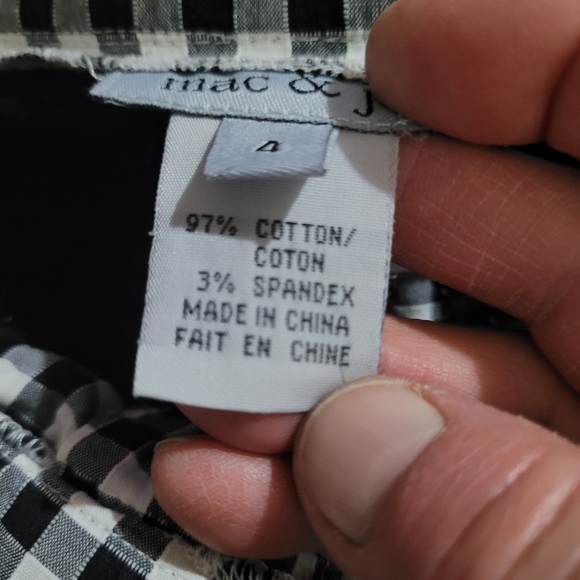 mac & j
4
97% COTTON/
COTON
3% SPANDEX
MADE IN CHINA
FAIT EN CHINE